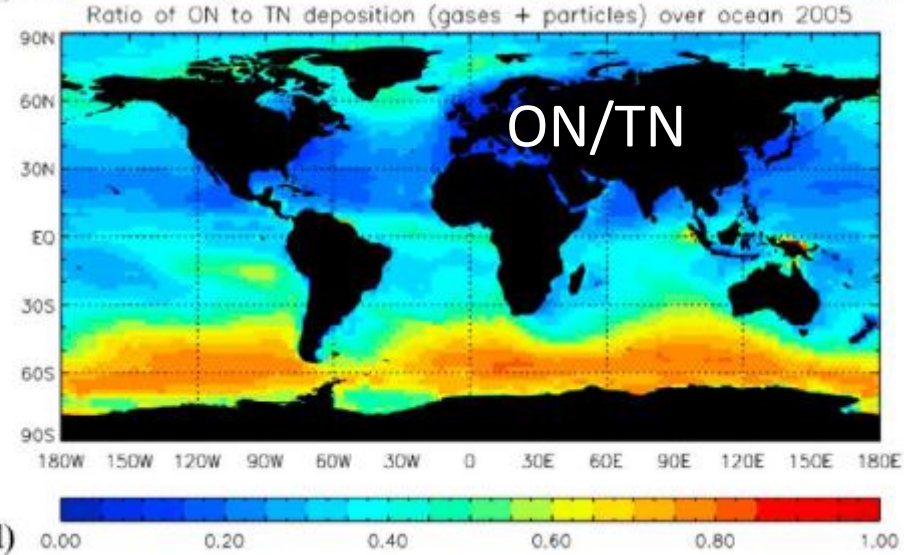 Ratio of ON to TN deposition (gases + particles) over ocean 2005
90N
60N
ON/TN
30N
EQ
30S
60S
90S
180W 150W 120W 90W 60W 30W 0 30E 60E 90E 120E 150E 180E
0.00 0.20 0.40 0.60 0.80 1.00